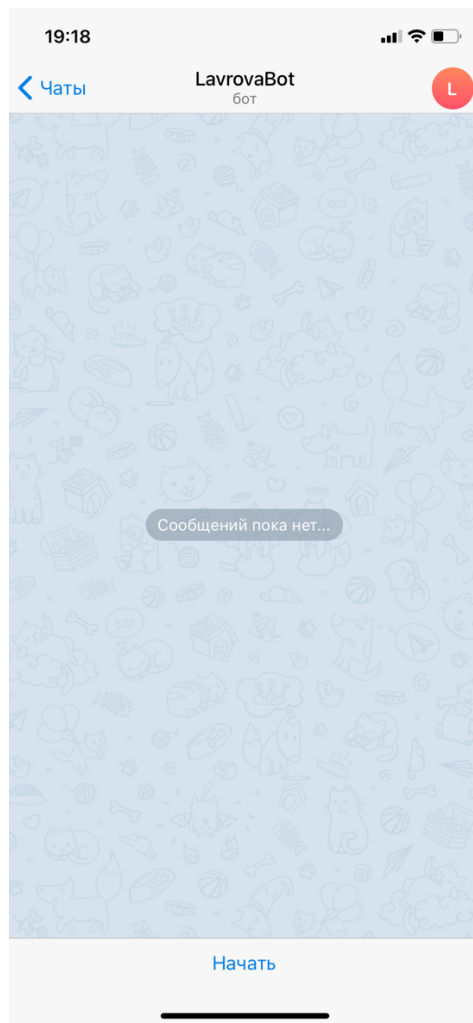 19:18
Чаты
LavrovaBot
бот
L
Сообщений пока нет...
Начать